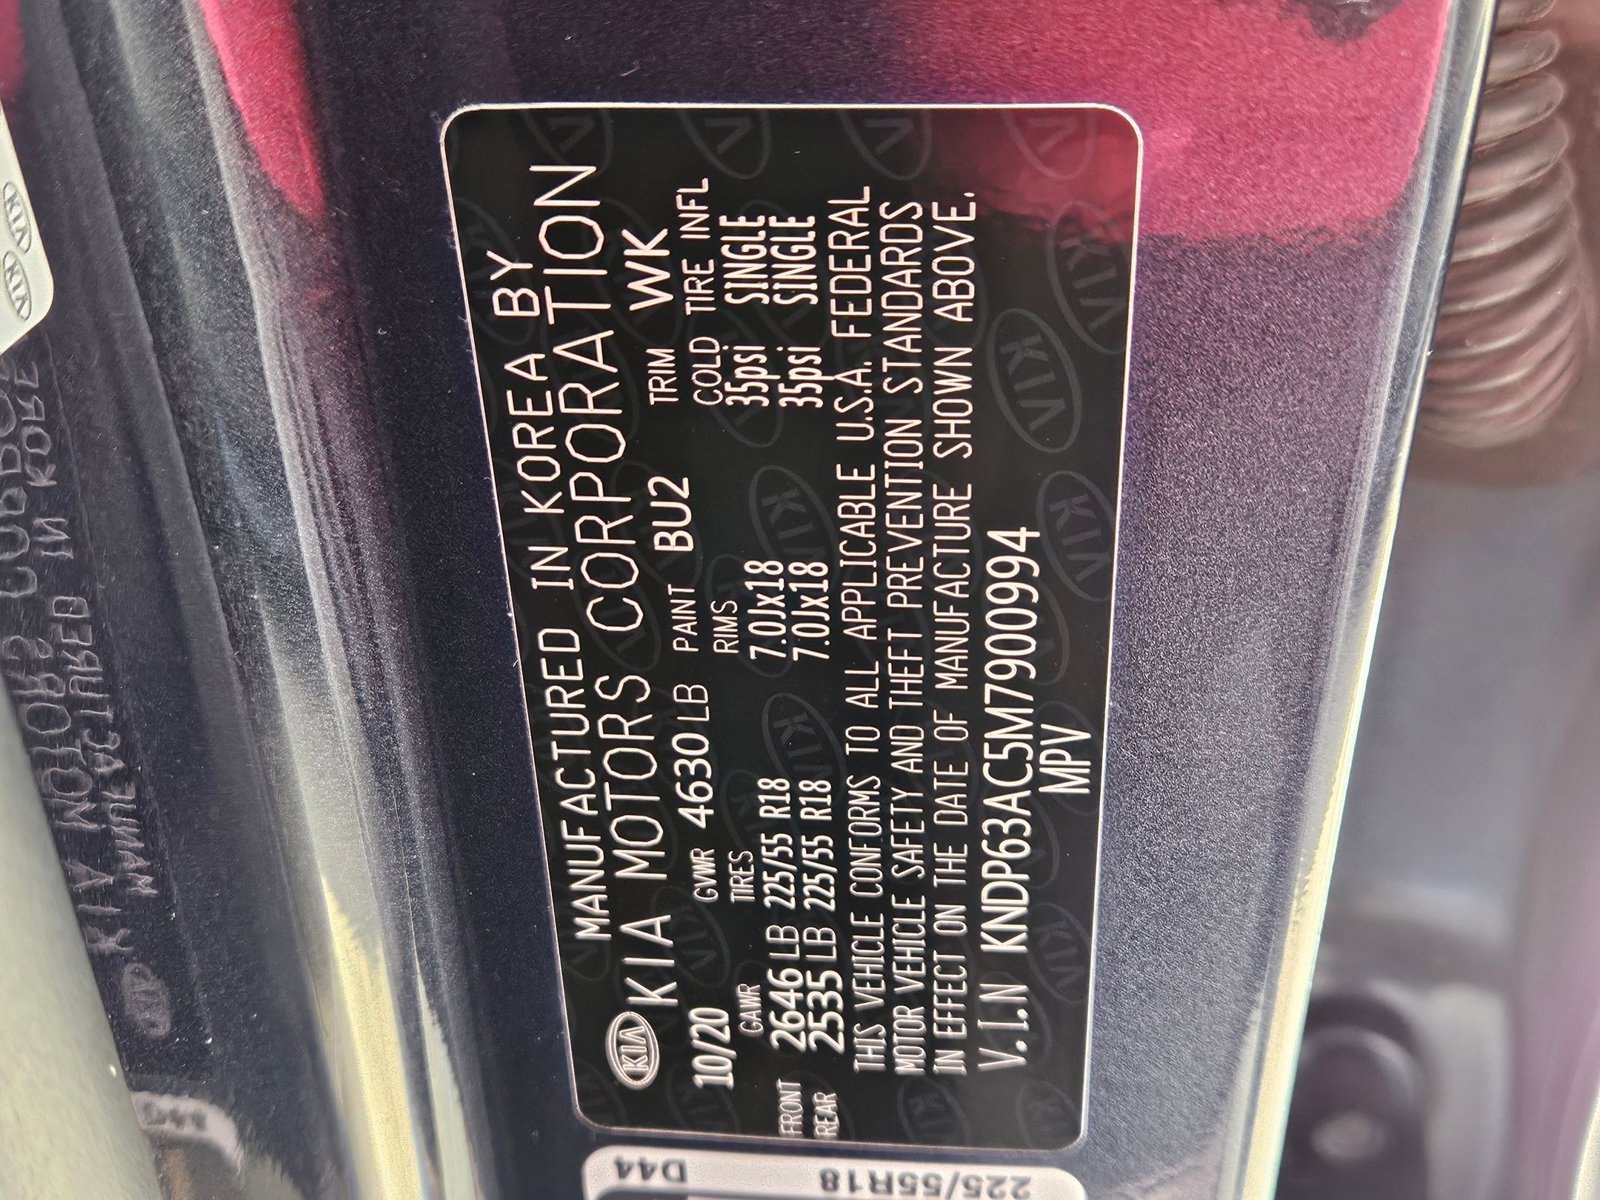 MANUFACTURED IN KOREA BY
KIA KIA MOTORS CORPORATION
10/20 GVWR 4630 LB PAINT BU2 TRIM WK
GAWR TIRES RIMS COLD TIRE INFL
FRONT 2646 LB 225/55 R18 7.0Jx18 35psi SINGLE
REAR 2535 LB 225/55 R18 7.0Jx18 35psi SINGLE
THIS VEHICLE CONFORMS TO ALL APPLICABLE U.S.A. FEDERAL
MOTOR VEHICLE SAFETY AND THEFT PREVENTION STANDARDS
IN EFFECT ON THE DATE OF MANUFACTURE SHOWN ABOVE.
V.I.N KNDP63AC5M7900994
MPV
D44
225/55R18
KIA KIA